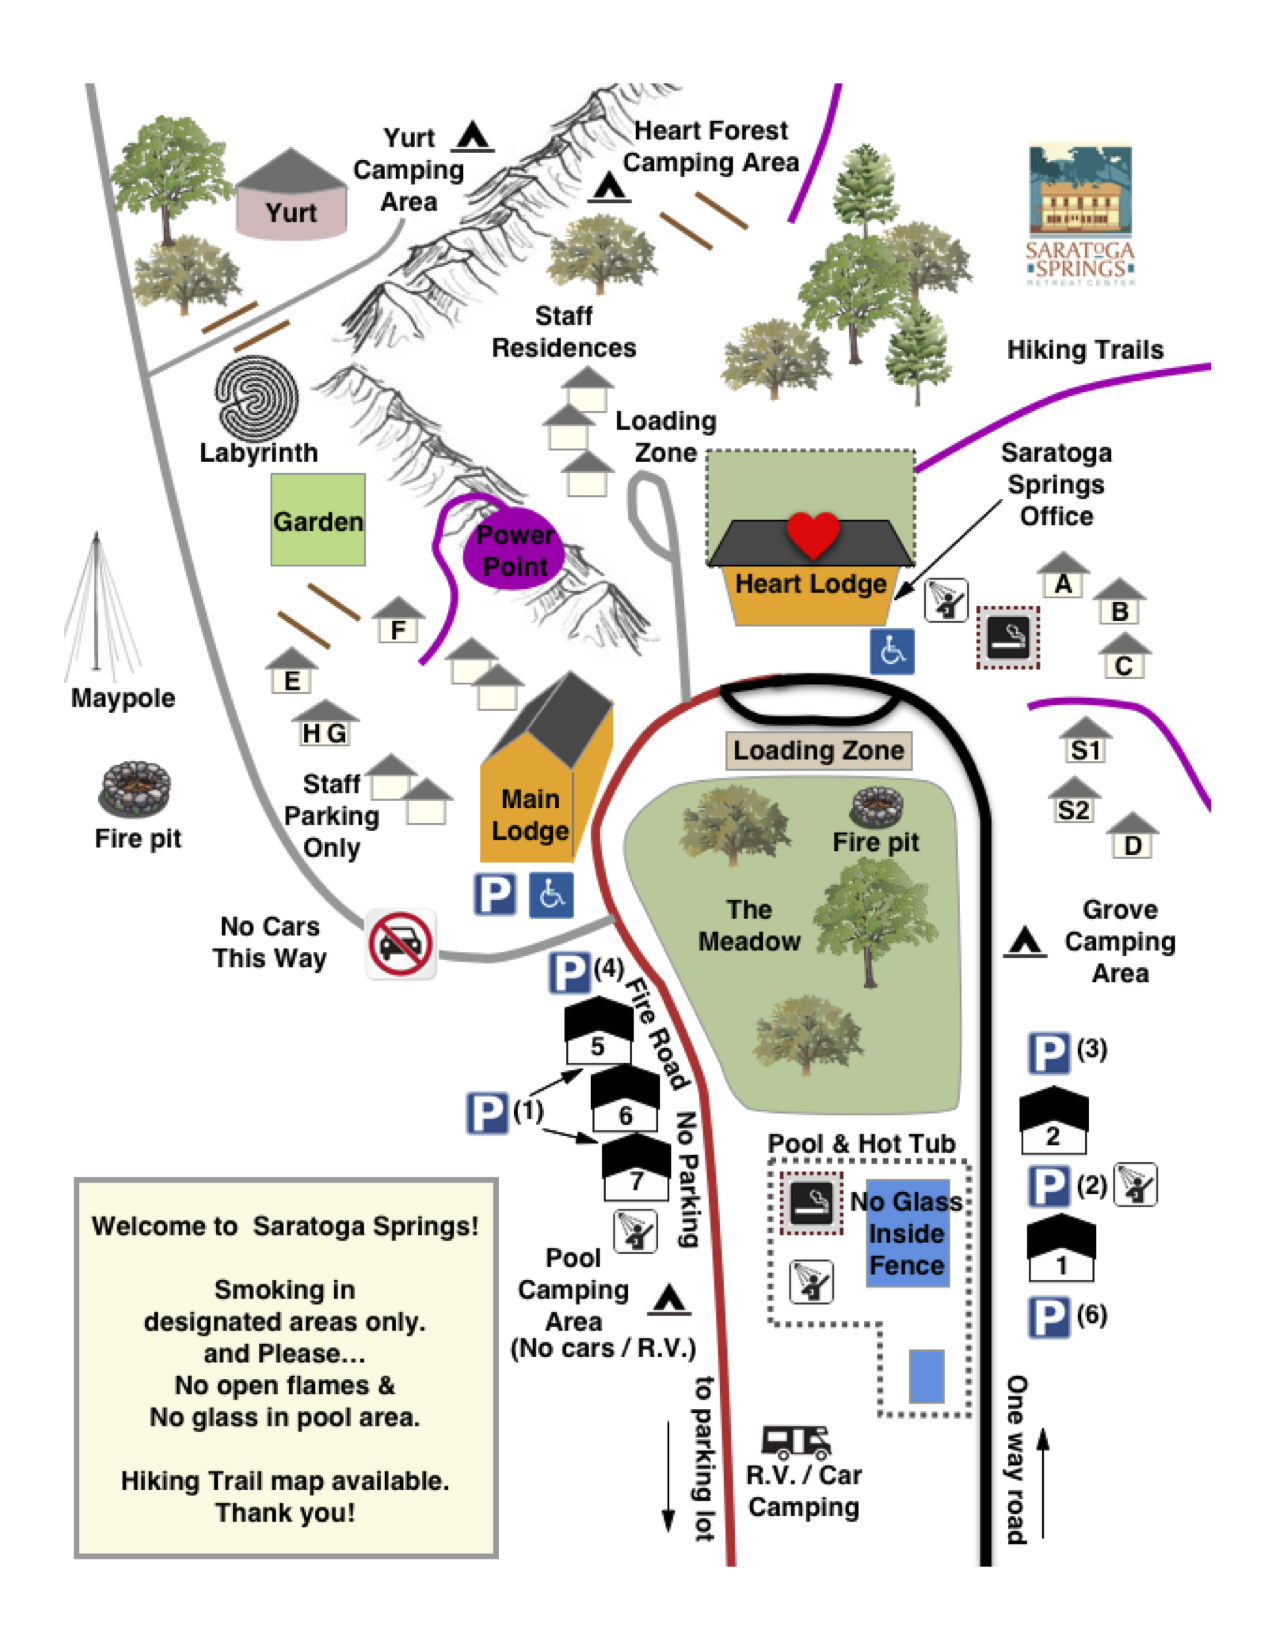 Yurt
Camping
Area
Heart Forest
Camping Area
Yurt
SARATOGA
SPRINGS
RETREAT CENTER
Staff
Residences
Hiking Trails
Labyrinth
Loading
Zone
Saratoga
Springs
Office
Garden
Power
Point
Heart Lodge
A
B
C
F
E
H G
Maypole
Loading Zone
S1
S2
D
Staff
Parking
Only
Main
Lodge
Fire pit
Fire pit
P
The
Meadow
Grove
Camping
Area
No Cars
This Way
P (4)
Fire Road
No Parking
5
P (1)
6
7
P (3)
2
P (2)
1
P (6)
Pool & Hot Tub
No Glass
Inside
Fence
Pool
Camping
Area
(No cars / R.V.)
to parking lot
R.V. / Car
Camping
One way road
Welcome to Saratoga Springs!
Smoking in
designated areas only.
and Please...
No open flames &
No glass in pool area.
Hiking Trail map available.
Thank you!